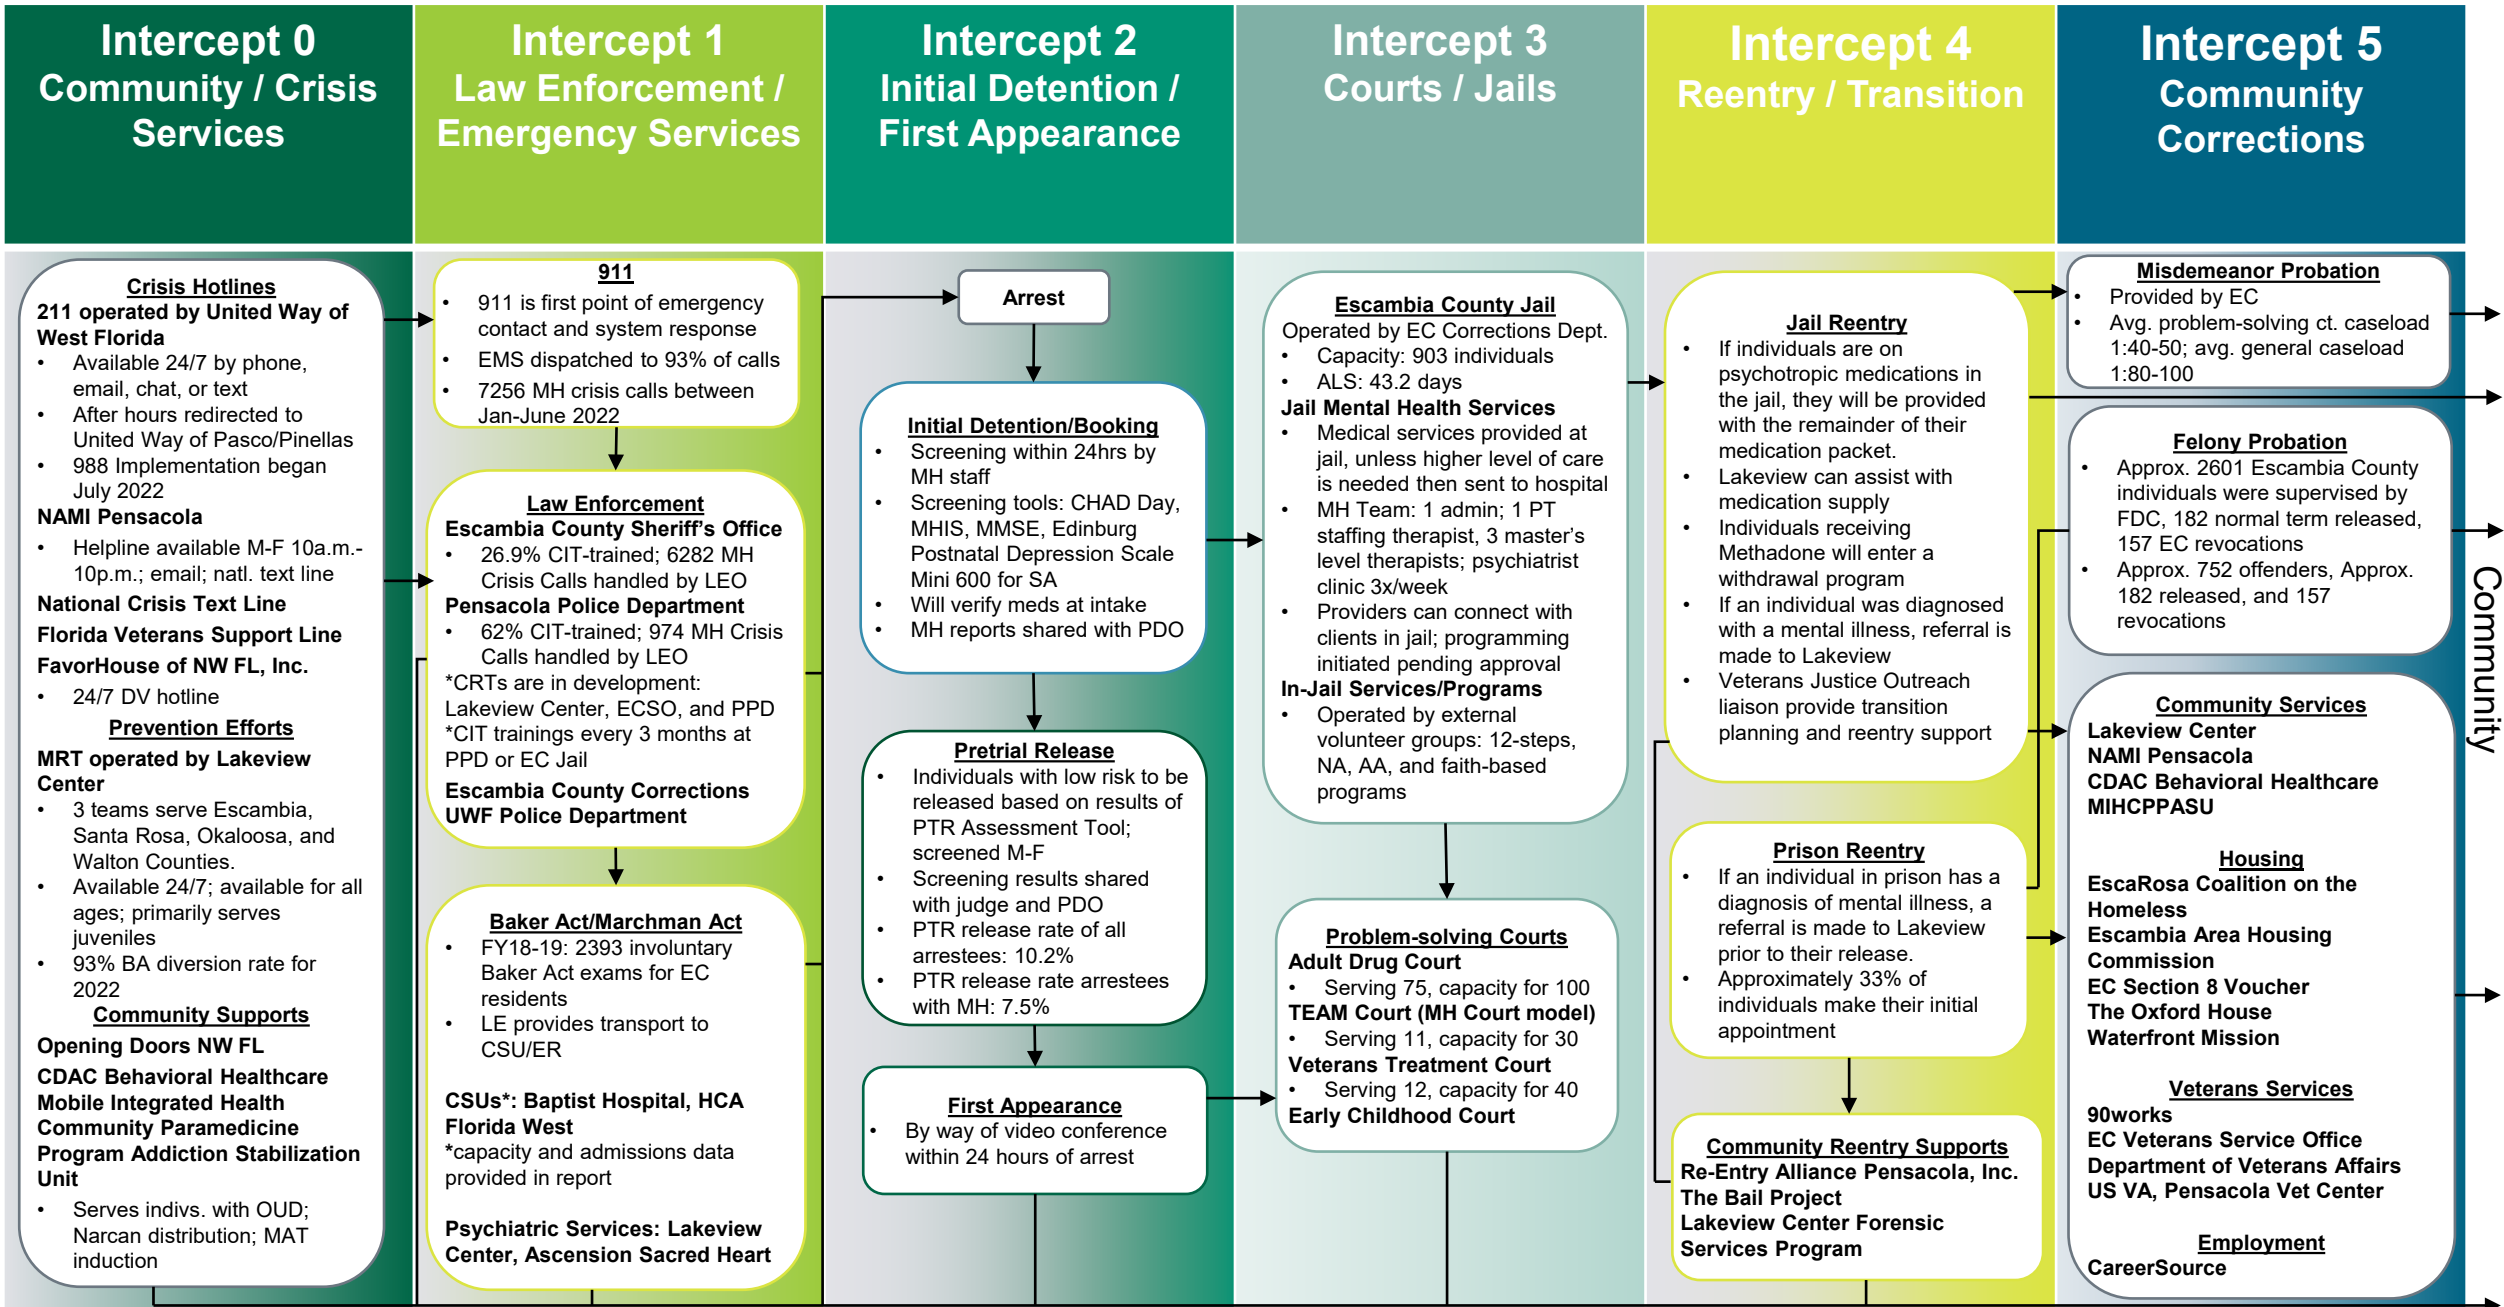 Intercept 0
Community / Crisis
Services
Intercept 1
Law Enforcement /
Emergency Services
Intercept 2
Initial Detention /
First Appearance
Intercept 3
Courts / Jails
Intercept 4
Reentry / Transition
Intercept 5
Community
Corrections
Crisis Hotlines
211 operated by United Way of
West Florida
• Available 24/7 by phone,
email, chat, or text
• After hours redirected to
United Way of Pasco/Pinellas
• 988 Implementation began
July 2022
NAMI Pensacola
• Helpline available M-F 10a.m.-
10p.m.; email; natl. text line
National Crisis Text Line
Florida Veterans Support Line
FavorHouse of NW FL, Inc.
• 24/7 DV hotline
Prevention Efforts
MRT operated by Lakeview
Center
• 3 teams serve Escambia,
Santa Rosa, Okaloosa, and
Walton Counties.
• Available 24/7; available for all
ages; primarily serves
juveniles
• 93% BA diversion rate for
2022
Community Supports
Opening Doors NW FL
CDAC Behavioral Healthcare
Mobile Integrated Health
Community Paramedicine
Program Addiction Stabilization
Unit
• Serves indivs. with OUD;
Narcan distribution; MAT
induction
911
• 911 is first point of emergency
contact and system response
• EMS dispatched to 93% of calls
• 7256 MH crisis calls between
Jan-June 2022
Law Enforcement
Escambia County Sheriff's Office
• 26.9% CIT-trained; 6282 MH
Crisis Calls handled by LEO
Pensacola Police Department
• 62% CIT-trained; 974 MH Crisis
Calls handled by LEO
*CRTs are in development:
Lakeview Center, ECSO, and PPD
*CIT trainings every 3 months at
PPD or EC Jail
Escambia County Corrections
UWF Police Department
Baker Act/Marchman Act
• FY18-19: 2393 involuntary
Baker Act exams for EC
residents
• LE provides transport to
CSU/ER
CSUs*: Baptist Hospital, HCA
Florida West
*capacity and admissions data
provided in report
Psychiatric Services: Lakeview
Center, Ascension Sacred Heart
Arrest
Initial Detention/Booking
• Screening within 24hrs by
MH staff
• Screening tools: CHAD Day,
MHIS, MMSE, Edinburg
Postnatal Depression Scale
Mini 600 for SA
• Will verify meds at intake
• MH reports shared with PDO
Pretrial Release
• Individuals with low risk to be
released based on results of
PTR Assessment Tool;
screened M-F
• Screening results shared
with judge and PDO
• PTR release rate of all
arrestees: 10.2%
• PTR release rate arrestees
with MH: 7.5%
First Appearance
• By way of video conference
within 24 hours of arrest
Escambia County Jail
Operated by EC Corrections Dept.
• Capacity: 903 individuals
• ALS: 43.2 days
Jail Mental Health Services
• Medical services provided at
jail, unless higher level of care
is needed then sent to hospital
• MH Team: 1 admin; 1 PT
staffing therapist, 3 master's
level therapists; psychiatrist
clinic 3x/week
• Providers can connect with
clients in jail; programming
initiated pending approval
In-Jail Services/Programs
• Operated by external
volunteer groups: 12-steps,
NA, AA, and faith-based
programs
Problem-solving Courts
Adult Drug Court
• Serving 75, capacity for 100
TEAM Court (MH Court model)
• Serving 11, capacity for 30
Veterans Treatment Court
• Serving 12, capacity for 40
Early Childhood Court
Jail Reentry
• If individuals are on
psychotropic medications in
the jail, they will be provided
with the remainder of their
medication packet.
• Lakeview can assist with
medication supply
• Individuals receiving
Methadone will enter a
withdrawal program
• If an individual was diagnosed
with a mental illness, referral is
made to Lakeview
• Veterans Justice Outreach
liaison provide transition
planning and reentry support
Prison Reentry
• If an individual in prison has a
diagnosis of mental illness, a
referral is made to Lakeview
prior to their release.
• Approximately 33% of
individuals make their initial
appointment
Community Reentry Supports
Re-Entry Alliance Pensacola, Inc.
The Bail Project
Lakeview Center Forensic
Services Program
Misdemeanor Probation
• Provided by EC
• Avg. problem-solving ct. caseload
1:40-50; avg. general caseload
1:80-100
Felony Probation
• Approx. 2601 Escambia County
individuals were supervised by
FDC, 182 normal term released,
157 EC revocations
• Approx. 752 offenders, Approx.
182 released, and 157
revocations
Community Services
Lakeview Center
NAMI Pensacola
CDAC Behavioral Healthcare
MIHCPPASU
Housing
EscaRosa Coalition on the
Homeless
Escambia Area Housing
Commission
EC Section 8 Voucher
The Oxford House
Waterfront Mission
Veterans Services
90works
EC Veterans Service Office
Department of Veterans Affairs
US VA, Pensacola Vet Center
Employment
CareerSource
Community